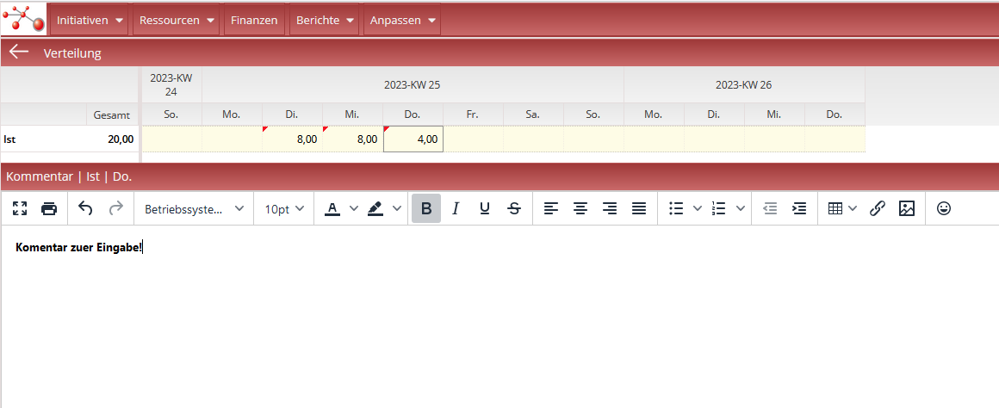 Initiativen Ressourcen Finanzen Berichte Anpassen
Verteilung
2023-KW 24 2023-KW 25 2023-KW 26
Gesamt So. Mo. Di. Mi. Do. Fr. Sa. So. Mo. Di. Mi. Do.
Ist 20,00 8,00 8,00 4,00
Kommentar | Ist | Do.
Betriebssyste... 10pt A B I U S
Komentar zuer Eingabe!